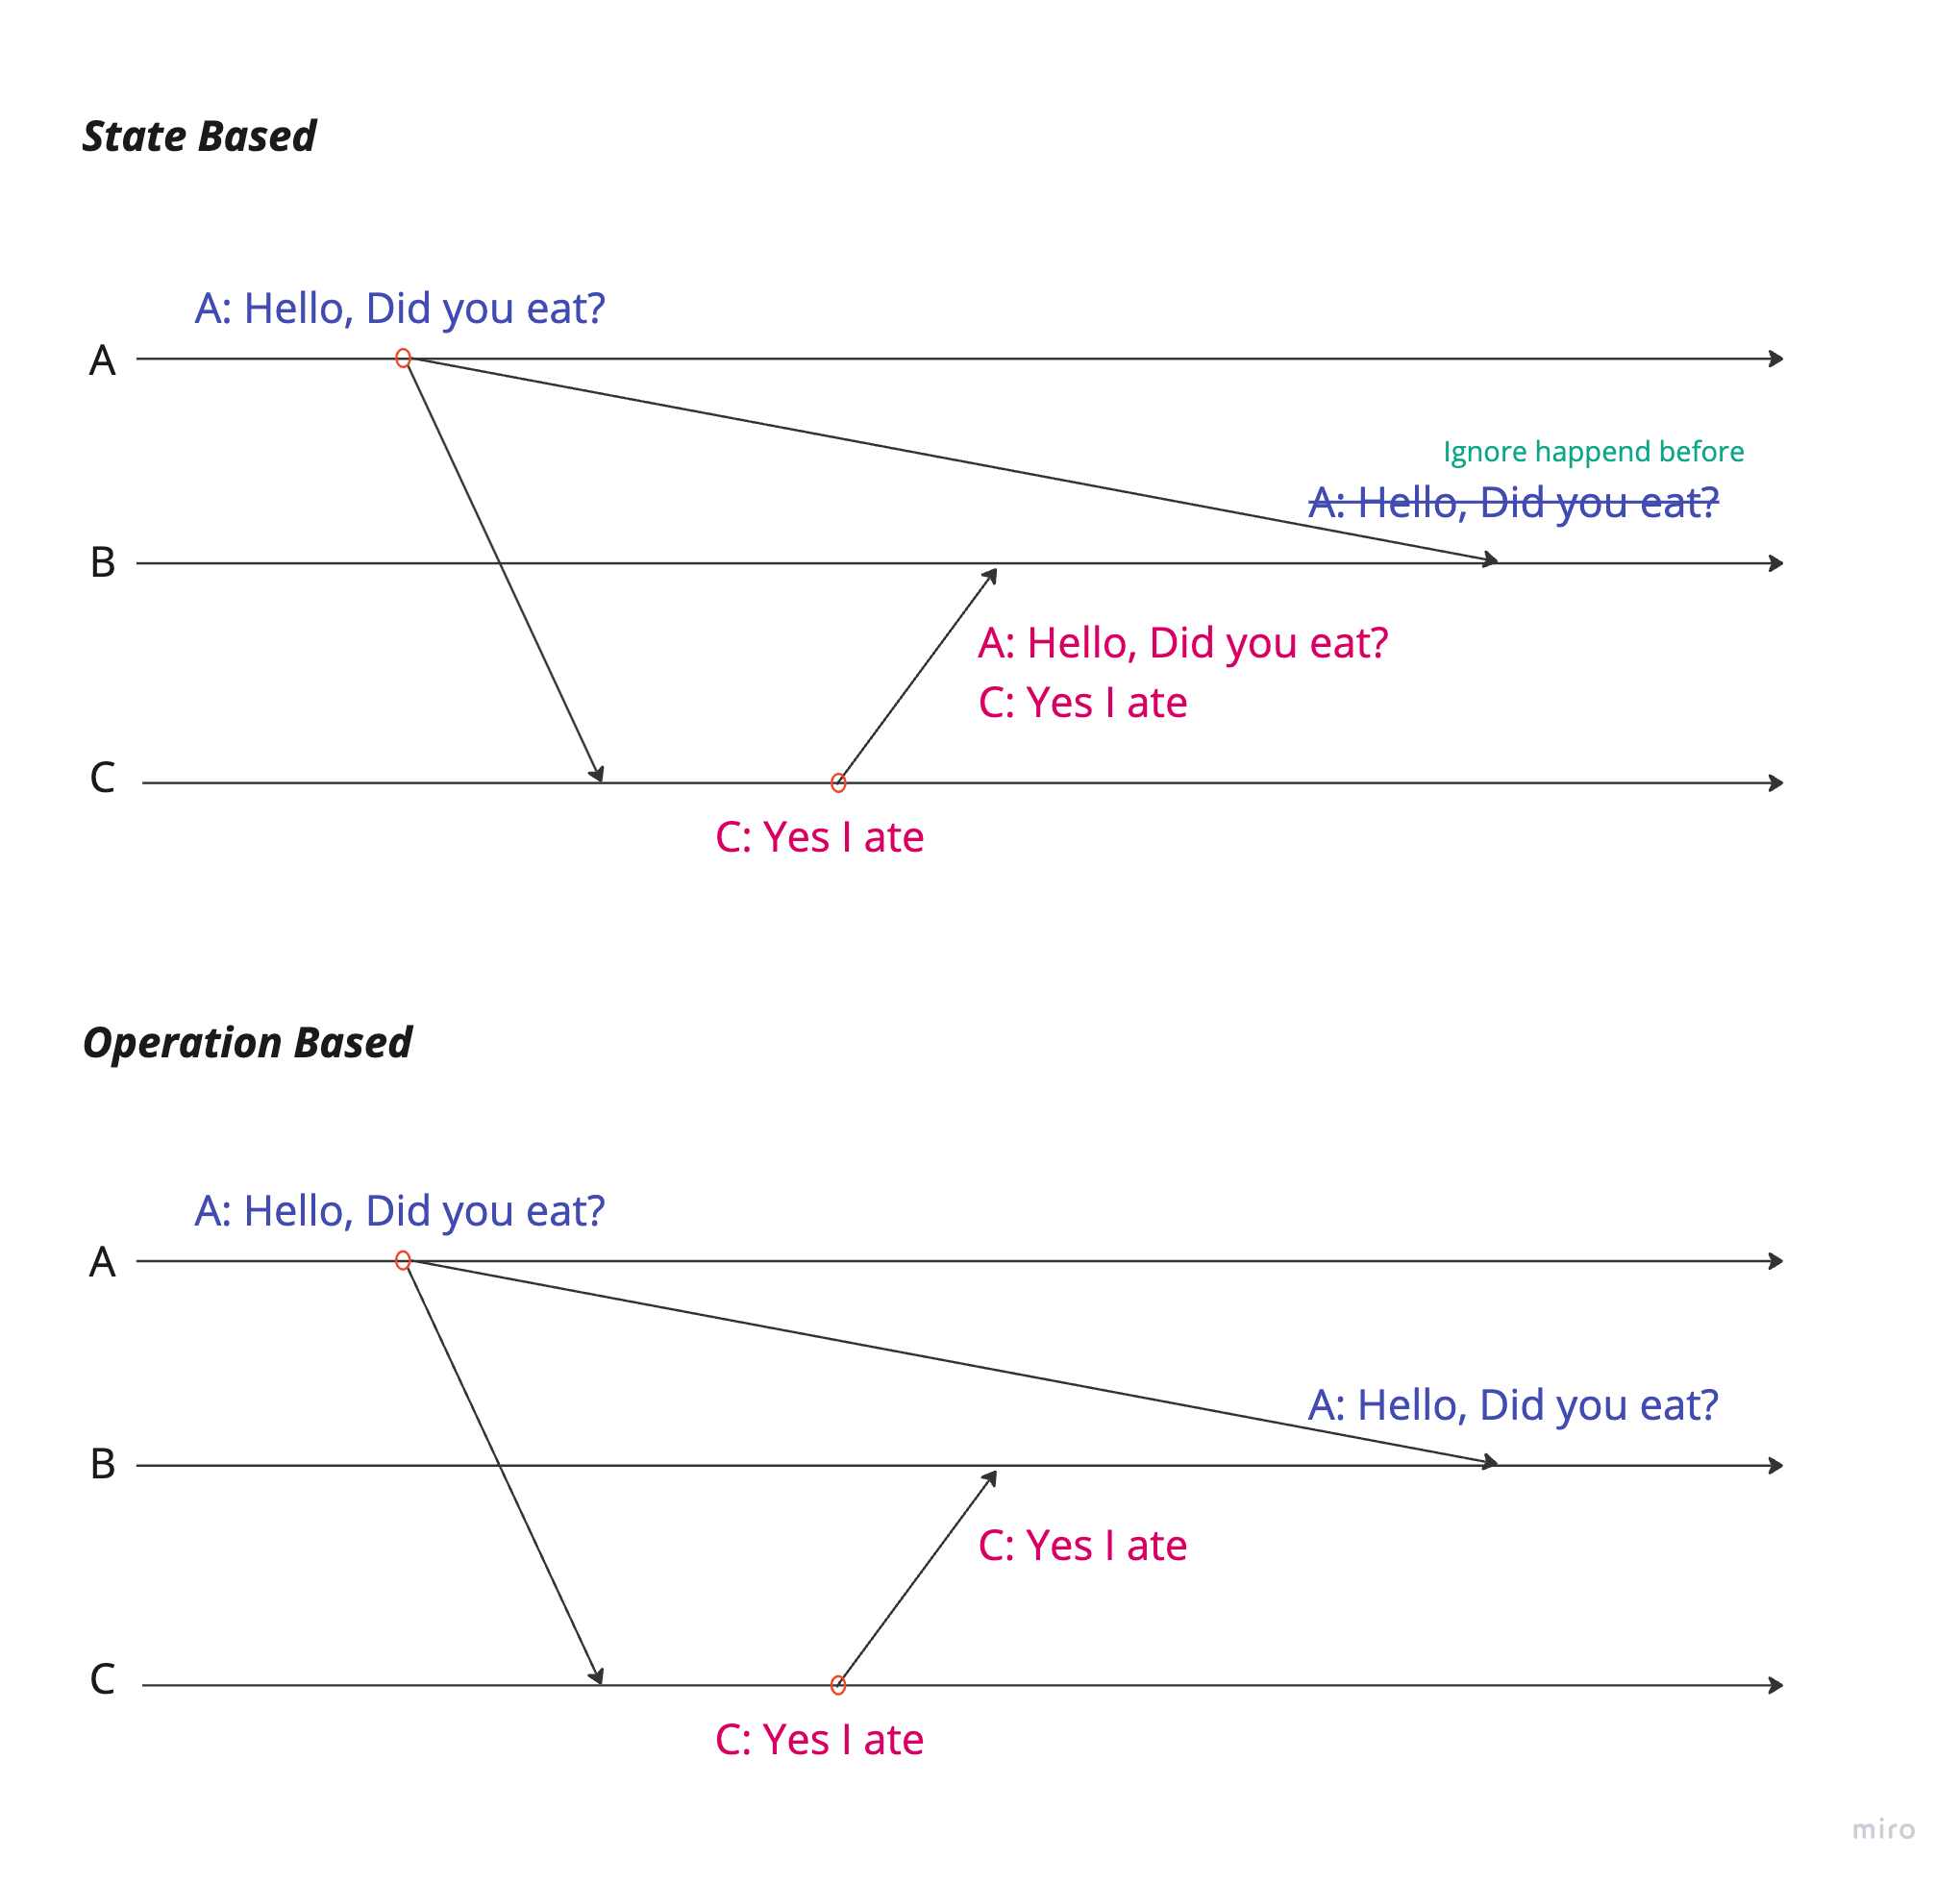 State Based
A: Hello, Did you eat?
A
Ignore happend before
A: Hello, Did you eat?
B
A: Hello, Did you eat?
C: Yes I ate
C
C: Yes I ate
Operation Based
A: Hello, Did you eat?
A
A: Hello, Did you eat?
B
C: Yes I ate
C
C: Yes I ate
miro